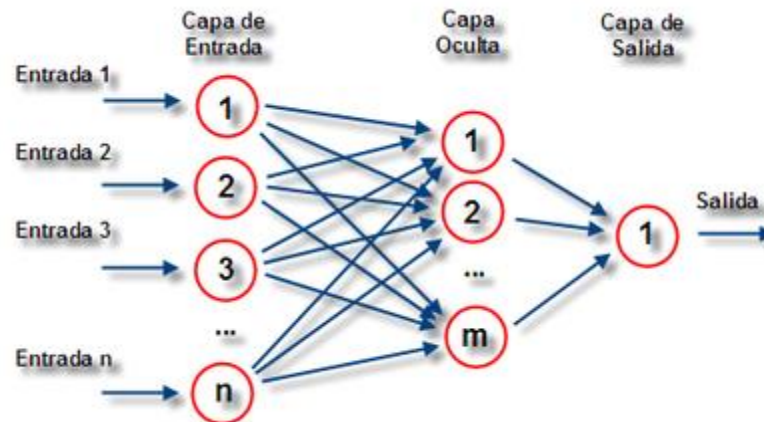 Capa de
Entrada
Capa
Oculta
Capa de
Salida
Entrada 1
Entrada 2
Entrada 3
Entrada n
1
2
3
...
n
1
2
...
m
1
Salida